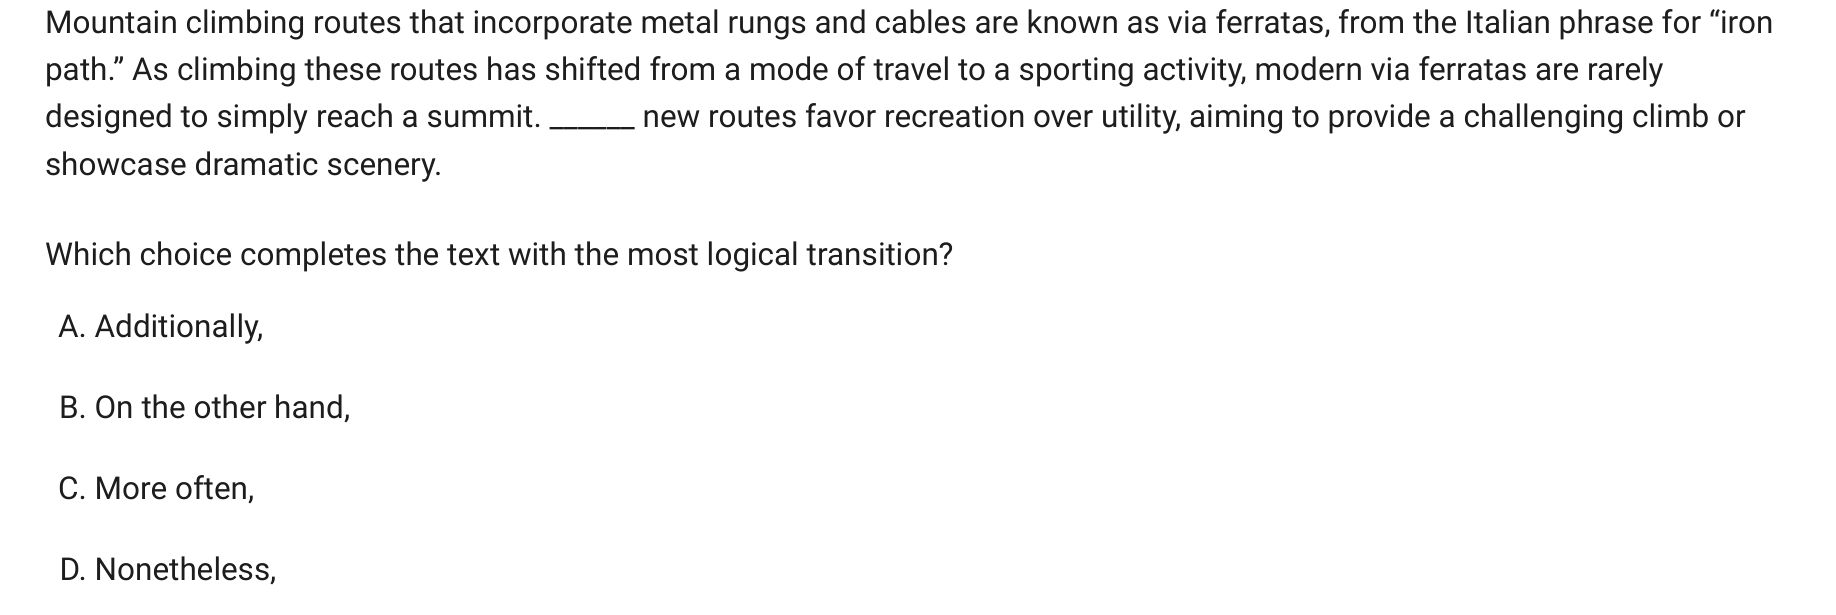 Mountain climbing routes that incorporate metal rungs and cables are known as via ferratas, from the Italian phrase for “iron
path.” As climbing these routes has shifted from a mode of travel to a sporting activity, modern via ferratas are rarely
designed to simply reach a summit. ______ new routes favor recreation over utility, aiming to provide a challenging climb or
showcase dramatic scenery.
Which choice completes the text with the most logical transition?
A. Additionally,
B. On the other hand,
C. More often,
D. Nonetheless,